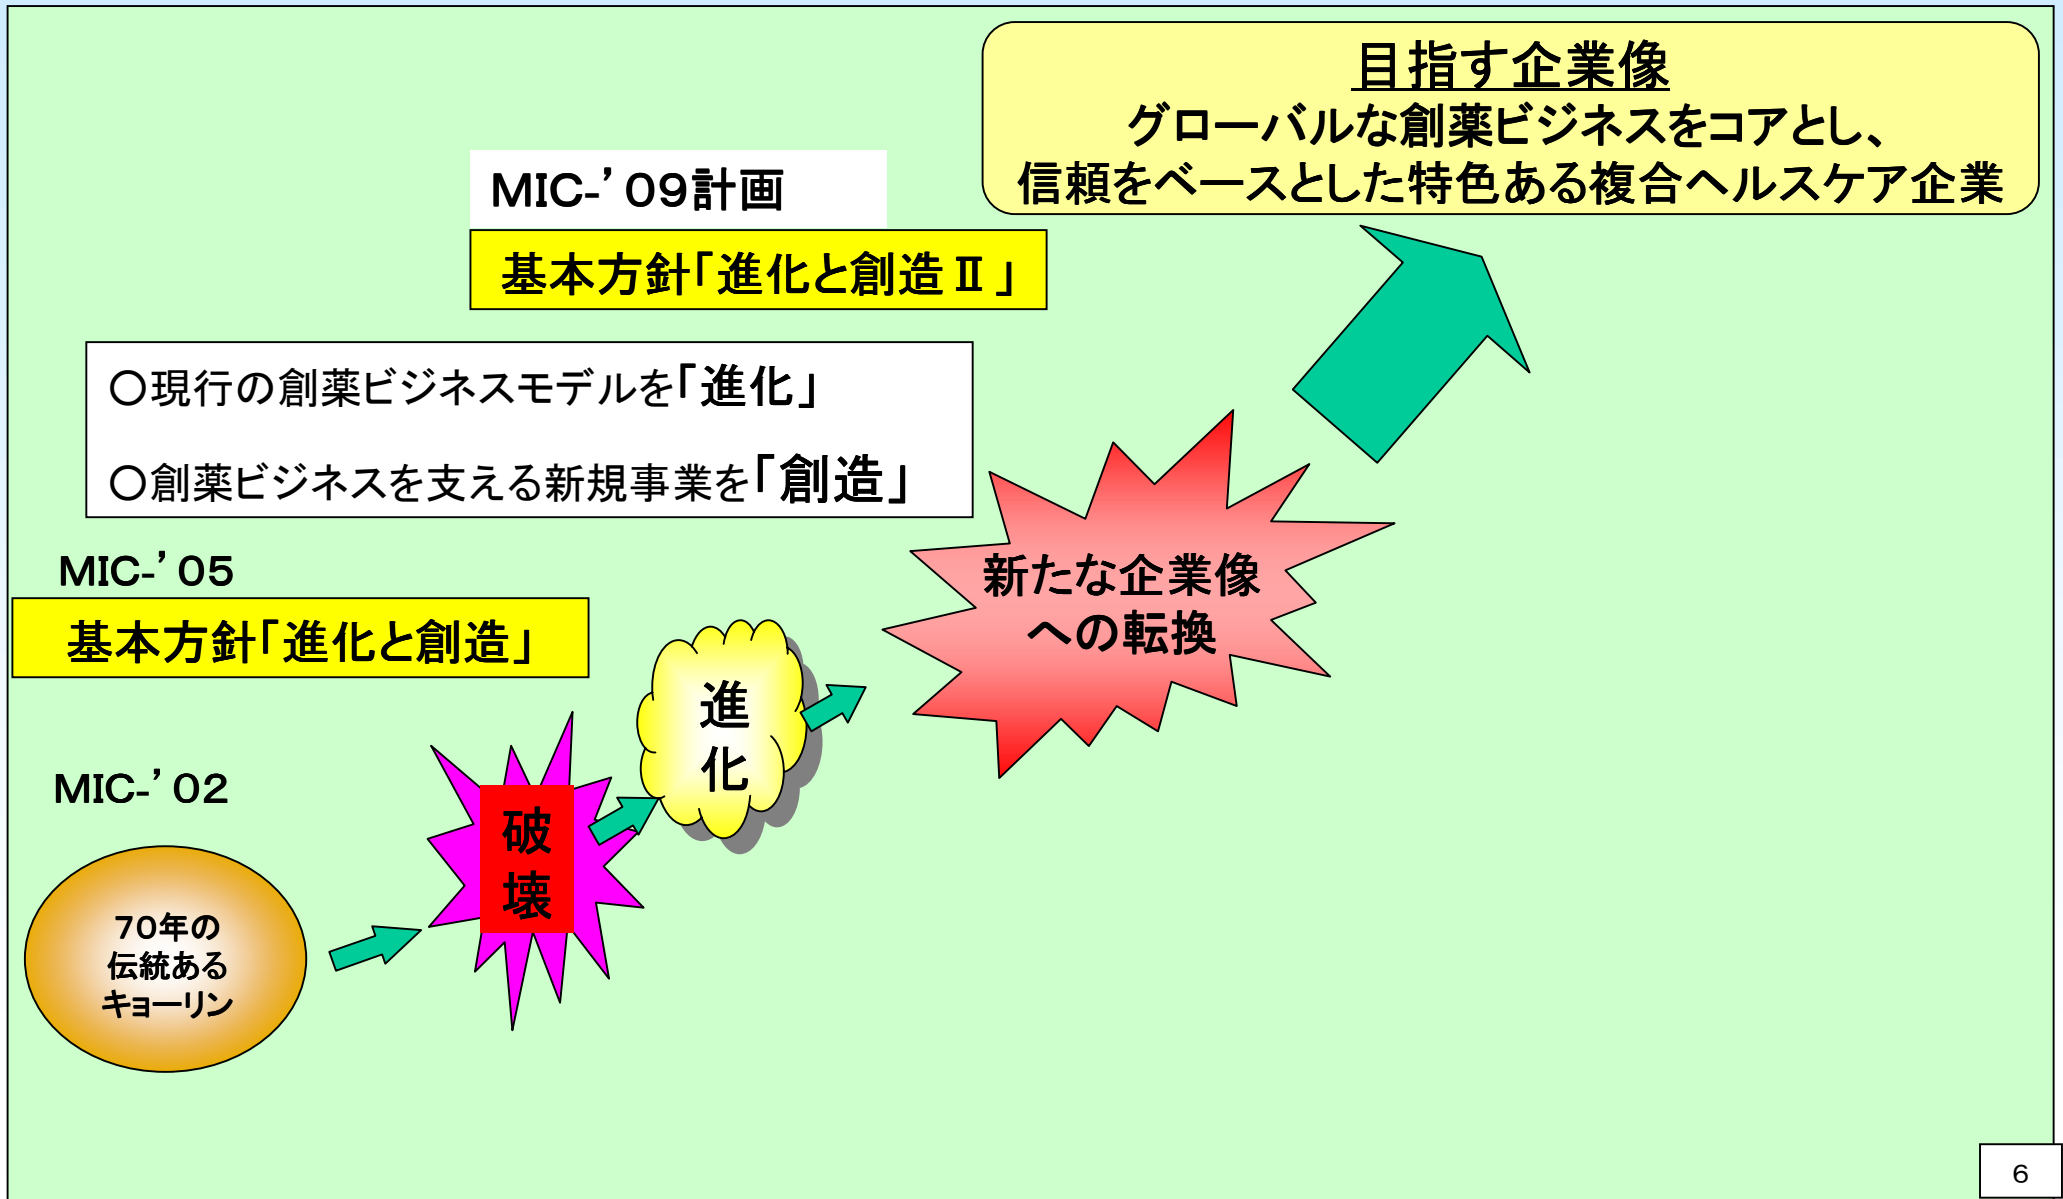 目指す企業像
グローバルな創薬ビジネスをコアとし、
信頼をベースとした特色ある複合ヘルスケア企業
MIC-’09計画
基本方針「進化と創造Ⅱ」
○現行の創薬ビジネスモデルを「進化」
○創薬ビジネスを支える新規事業を「創造」
MIC-’05
基本方針「進化と創造」
新たな企業像
への転換
進
化
MIC-’02
破
壊
70年の
伝統ある
キョーリン
6